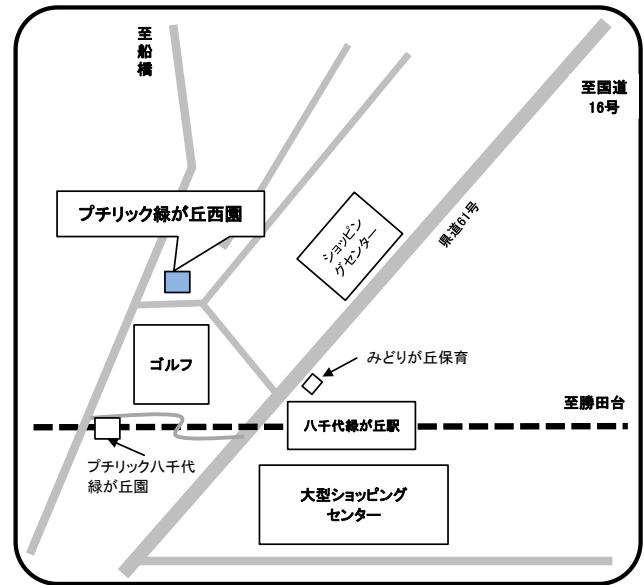 至船橋
至国道
16号
プチリック緑が丘西園
県道61号
ショッピン
グセンター
ゴルフ
みどりが丘保育
至勝田台
八千代緑が丘駅
プチリック八千代
緑が丘園
大型ショッピング
センター